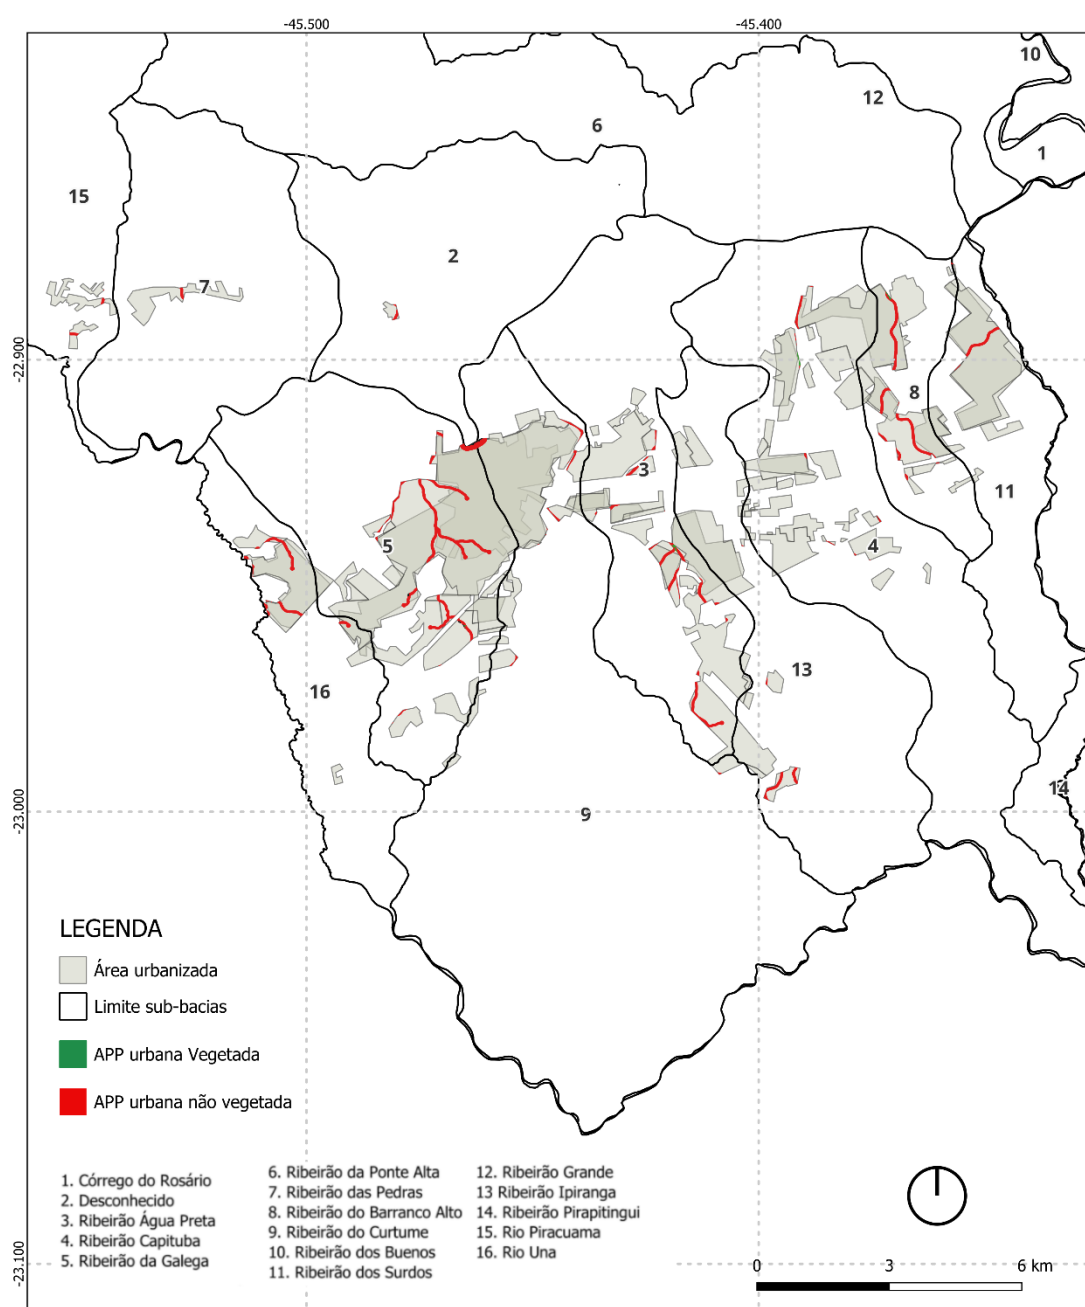 -45.500
-45.400
10
12
6
1
15
2
7
-22.900
8
3
11
5
4
13
16
14
9
-23.000
LEGENDA
Área urbanizada
Limite sub-bacias
APP urbana Vegetada
APP urbana não vegetada
1. Córrego do Rosário
2. Desconhecido
3. Ribeirão Água Preta
4. Ribeirão Capituba
5. Ribeirão da Galega
6. Ribeirão da Ponte Alta
7. Ribeirão das Pedras
8. Ribeirão do Barranco Alto
9. Ribeirão do Curtume
10. Ribeirão dos Buenos
11. Ribeirão dos Surdos
12. Ribeirão Grande
13 Ribeirão Ipiranga
14. Ribeirão Pirapitingui
15. Rio Piracuama
16. Rio Una
-23.100
0 3 6 km